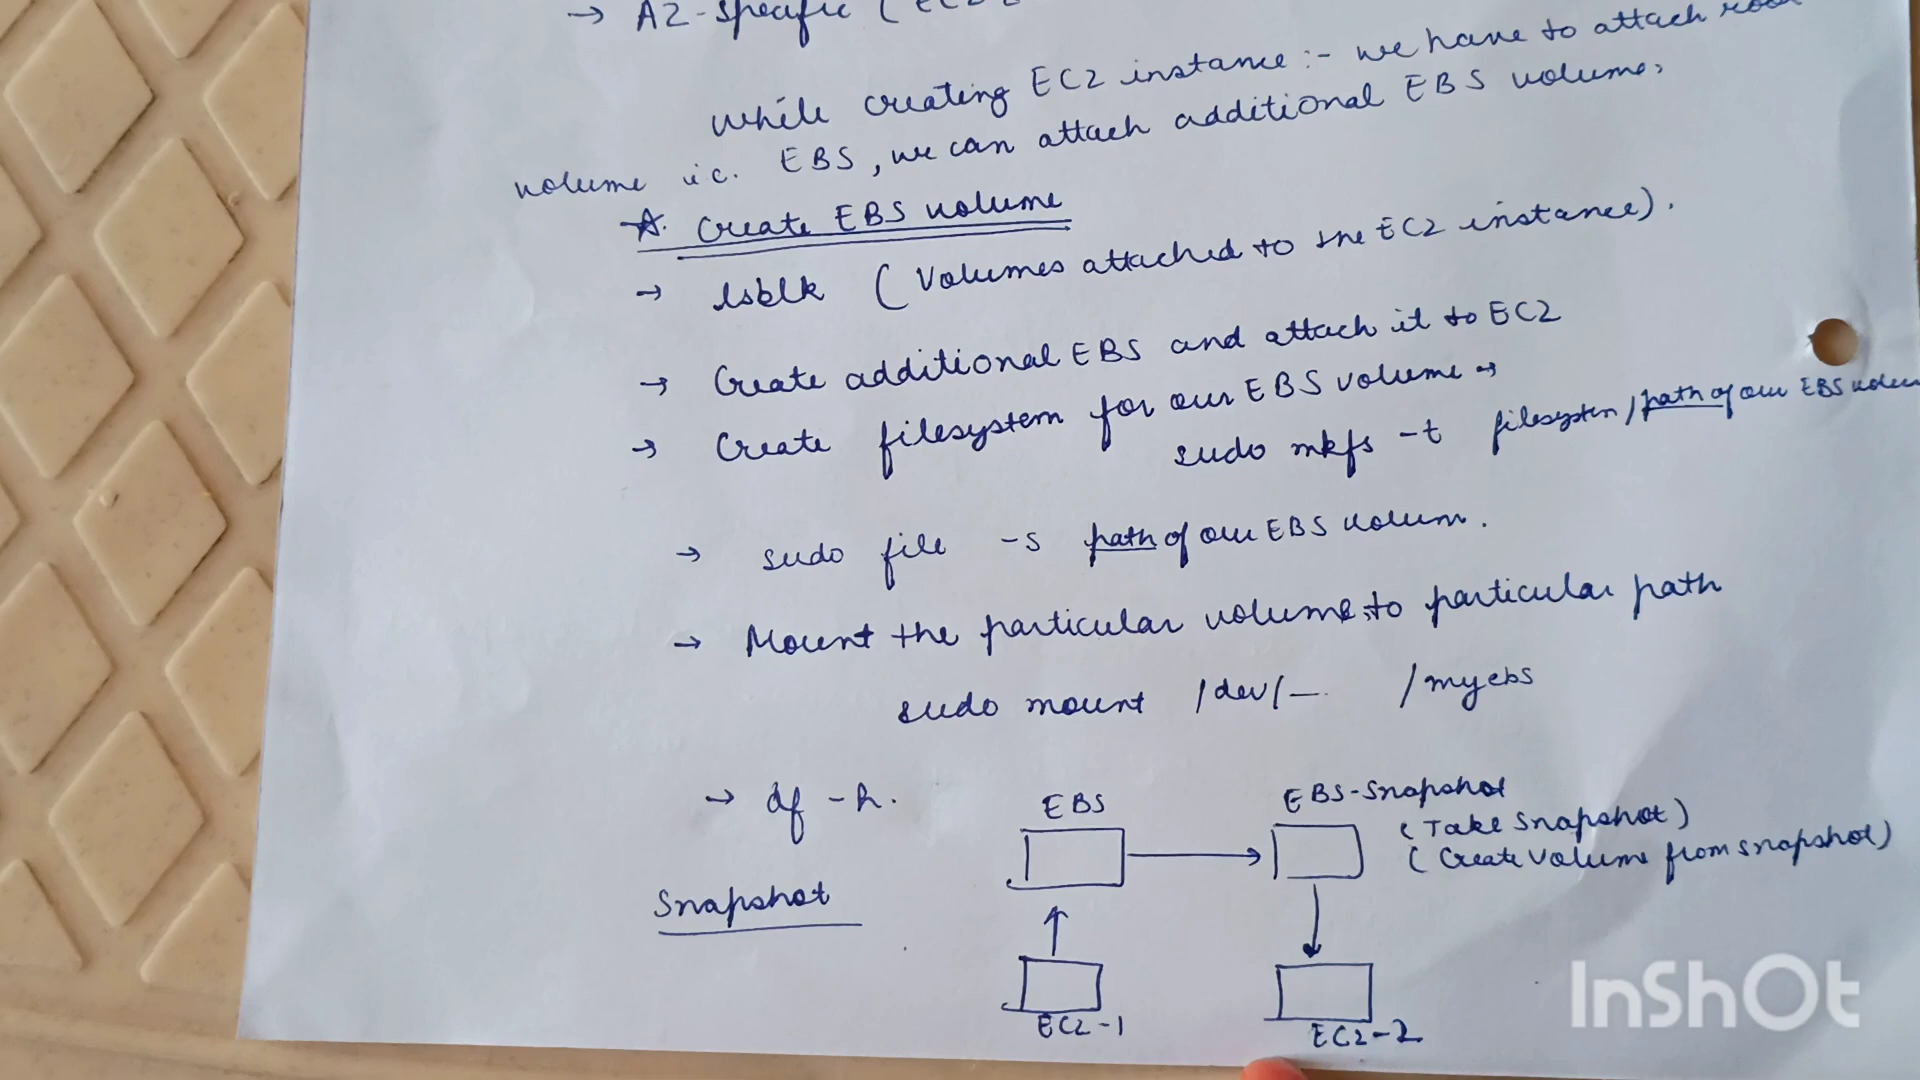 → AZ-specific (
while creating EC2 instance :- we have to attach root
volume i.e. EBS, we can attach additional EBS volume.
☆. Create EBS volume
→ lsblk (Volumes attached to the EC2 instance).
→ Create additional EBS and attach it to EC2
→ Create filesystem for our EBS volume →
sudo mkfs -t filesystem /path of our EBS
→ sudo file -s path of our EBS volum.
→ Mount the particular volume to particular path
sudo mount /dev/—. /myebs
→ df -h.
EBS
EBS-Snapshot
(Take Snapshot)
(Create Volume from snapshot)
Snapshot
EC2-1
EC2-2
InShOt